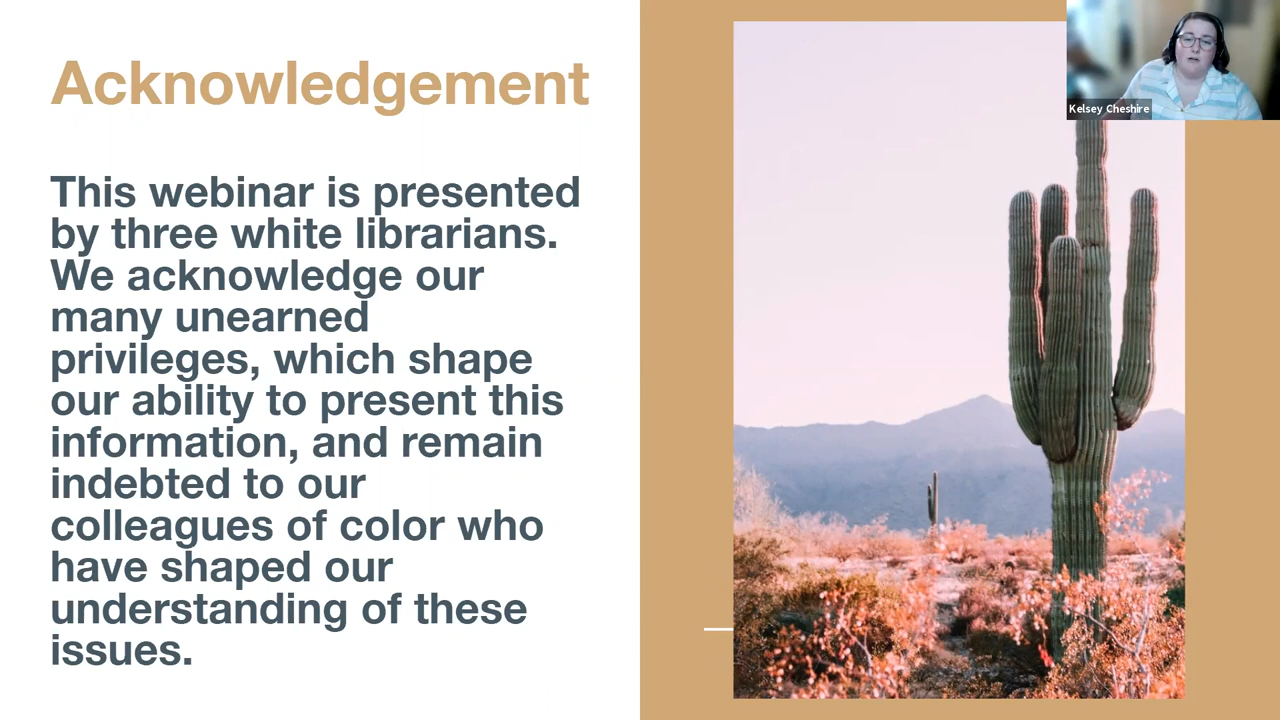 Acknowledgement
This webinar is presented
by three white librarians.
We acknowledge our
many unearned
privileges, which shape
our ability to present this
information, and remain
indebted to our
colleagues of color who
have shaped our
understanding of these
issues.
Kelsey Cheshire